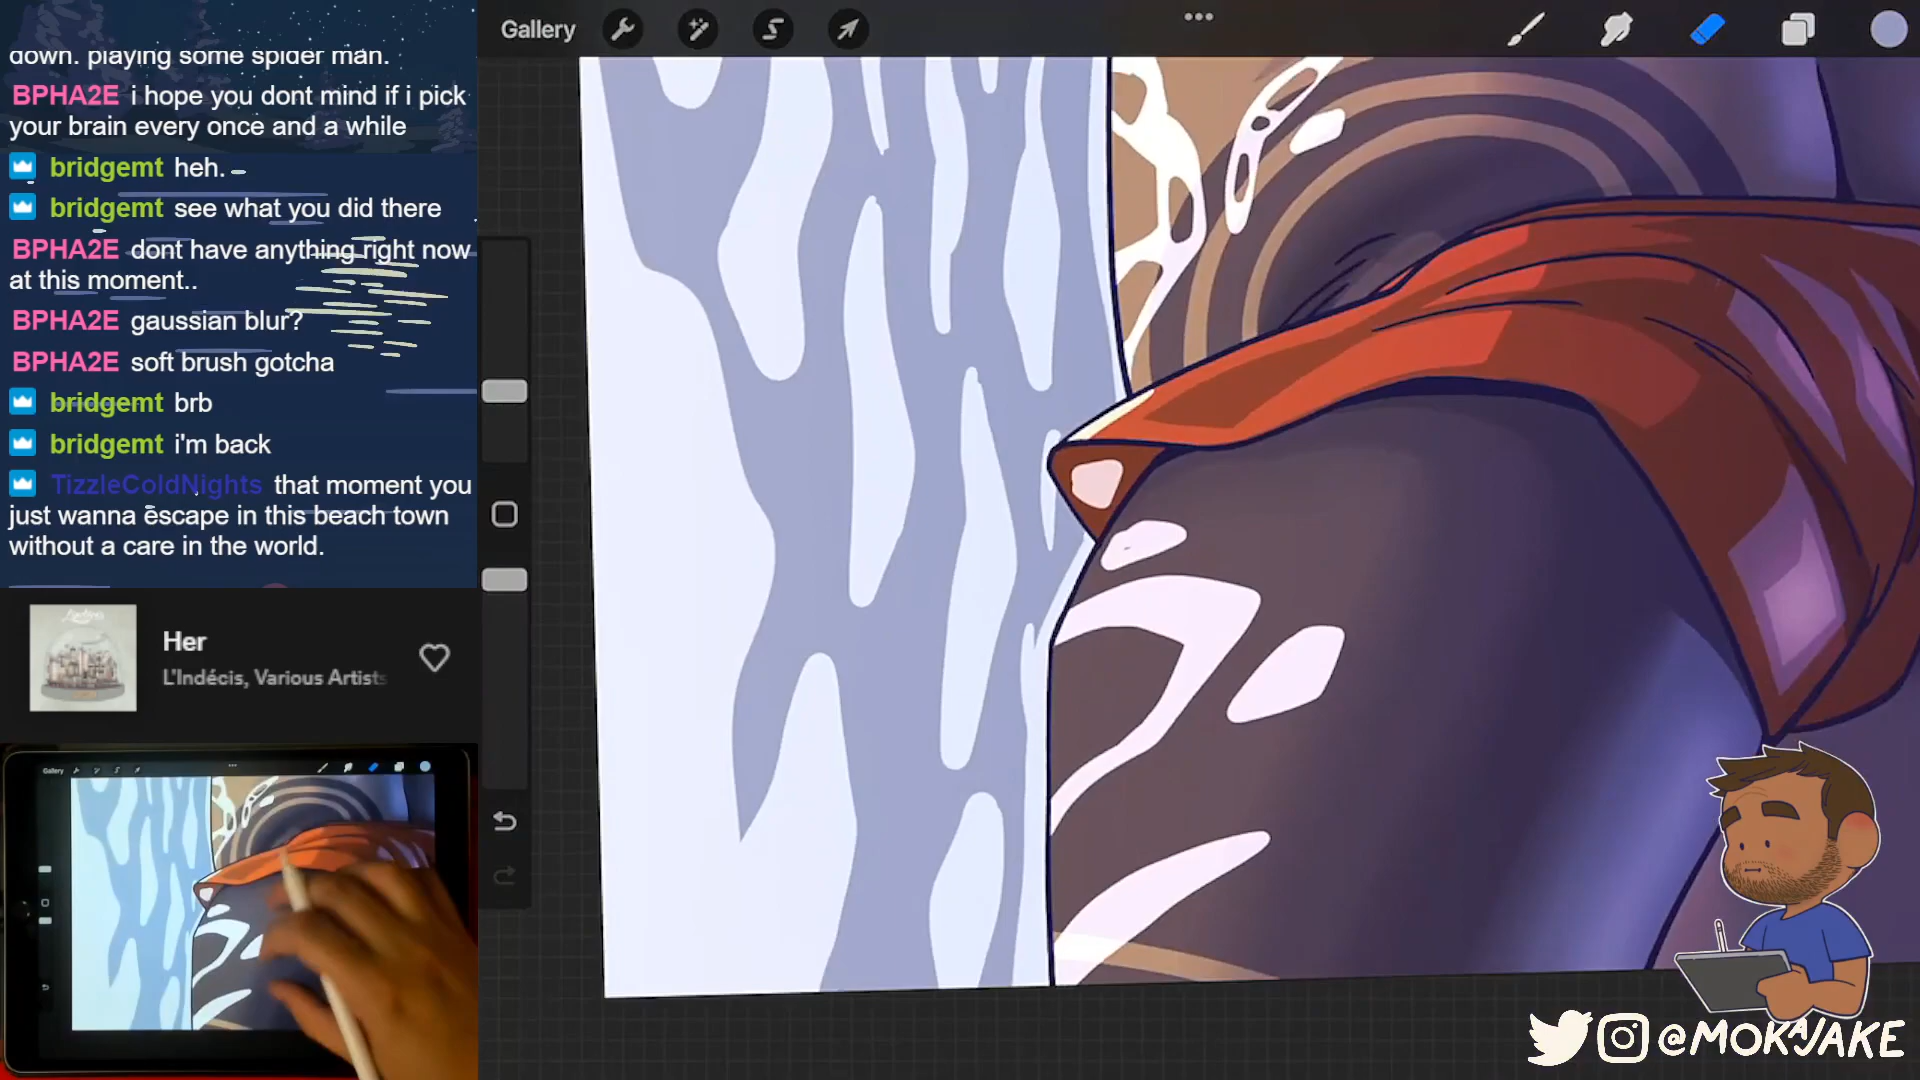 down. playing some spider man.
BPHA2E i hope you dont mind if i pick
your brain every once and a while
bridgemt heh.
bridgemt see what you did there
BPHA2E dont have anything right now
at this moment..
BPHA2E gaussian blur?
BPHA2E soft brush gotcha
bridgemt brb
bridgemt i'm back
TizzleColdNights that moment you
just wanna escape in this beach town
without a care in the world.
Her
L'Indécis, Various Artists
Gallery
Gallery
@MOKAJAKE